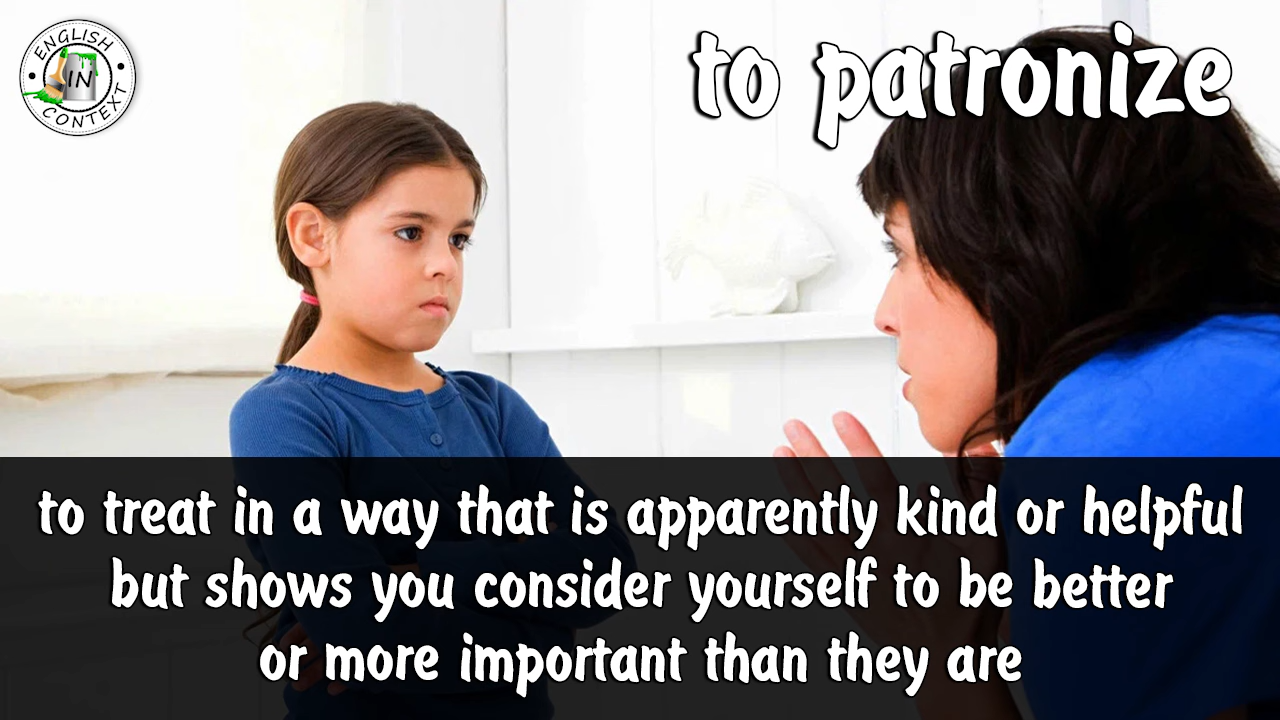 ENGLISH
IN
CONTEXT
to patronize
to treat in a way that is apparently kind or helpful
but shows you consider yourself to be better
or more important than they are